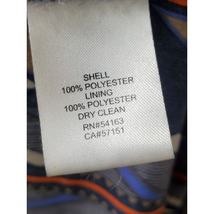 SHELL
100% POLYESTER
LINING
100% POLYESTER
DRY CLEAN
RN#54163
CA#57151